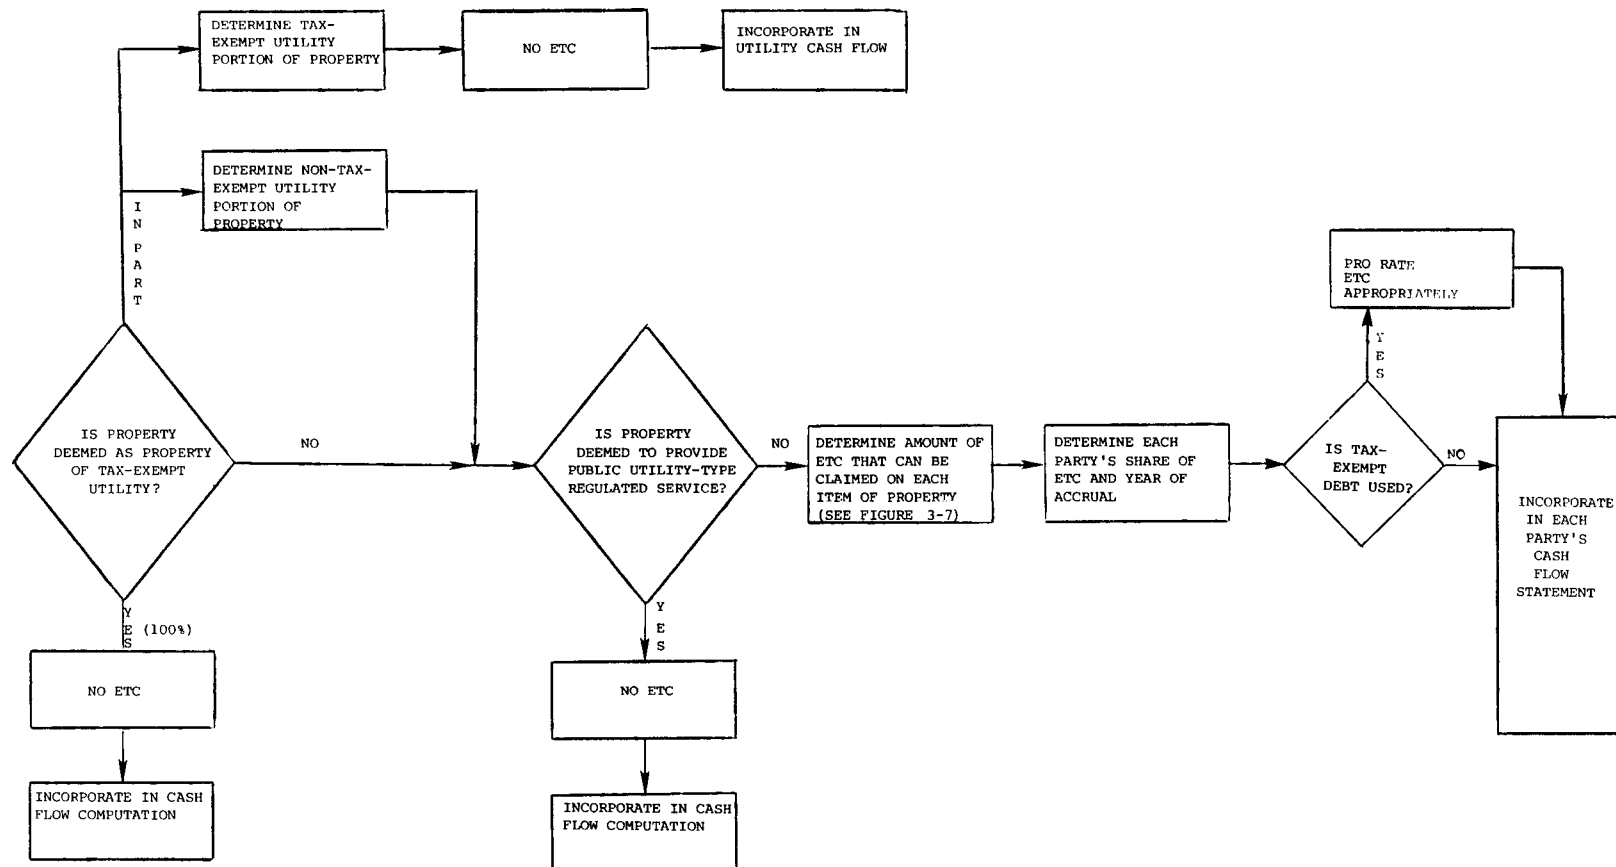 DETERMINE TAX-
EXEMPT UTILITY
PORTION OF PROPERTY
NO ETC
INCORPORATE IN
UTILITY CASH FLOW
DETERMINE NON-TAX-
EXEMPT UTILITY
PORTION OF
PROPERTY
IN PART
PRO RATE
ETC
APPROPRIATELY
YES
IS PROPERTY
DEEMED AS PROPERTY
OF TAX-EXEMPT
UTILITY?
NO
IS PROPERTY
DEEMED TO PROVIDE
PUBLIC UTILITY-TYPE
REGULATED SERVICE?
NO
DETERMINE AMOUNT OF
ETC THAT CAN BE
CLAIMED ON EACH
ITEM OF PROPERTY
(SEE FIGURE 3-7)
DETERMINE EACH
PARTY'S SHARE OF
ETC AND YEAR OF
ACCRUAL
IS TAX-
EXEMPT
DEBT USED?
NO
INCORPORATE
IN EACH
PARTY'S
CASH
FLOW
STATEMENT
YES (100%)
NO ETC
INCORPORATE IN CASH
FLOW COMPUTATION
YES
NO ETC
INCORPORATE IN CASH
FLOW COMPUTATION